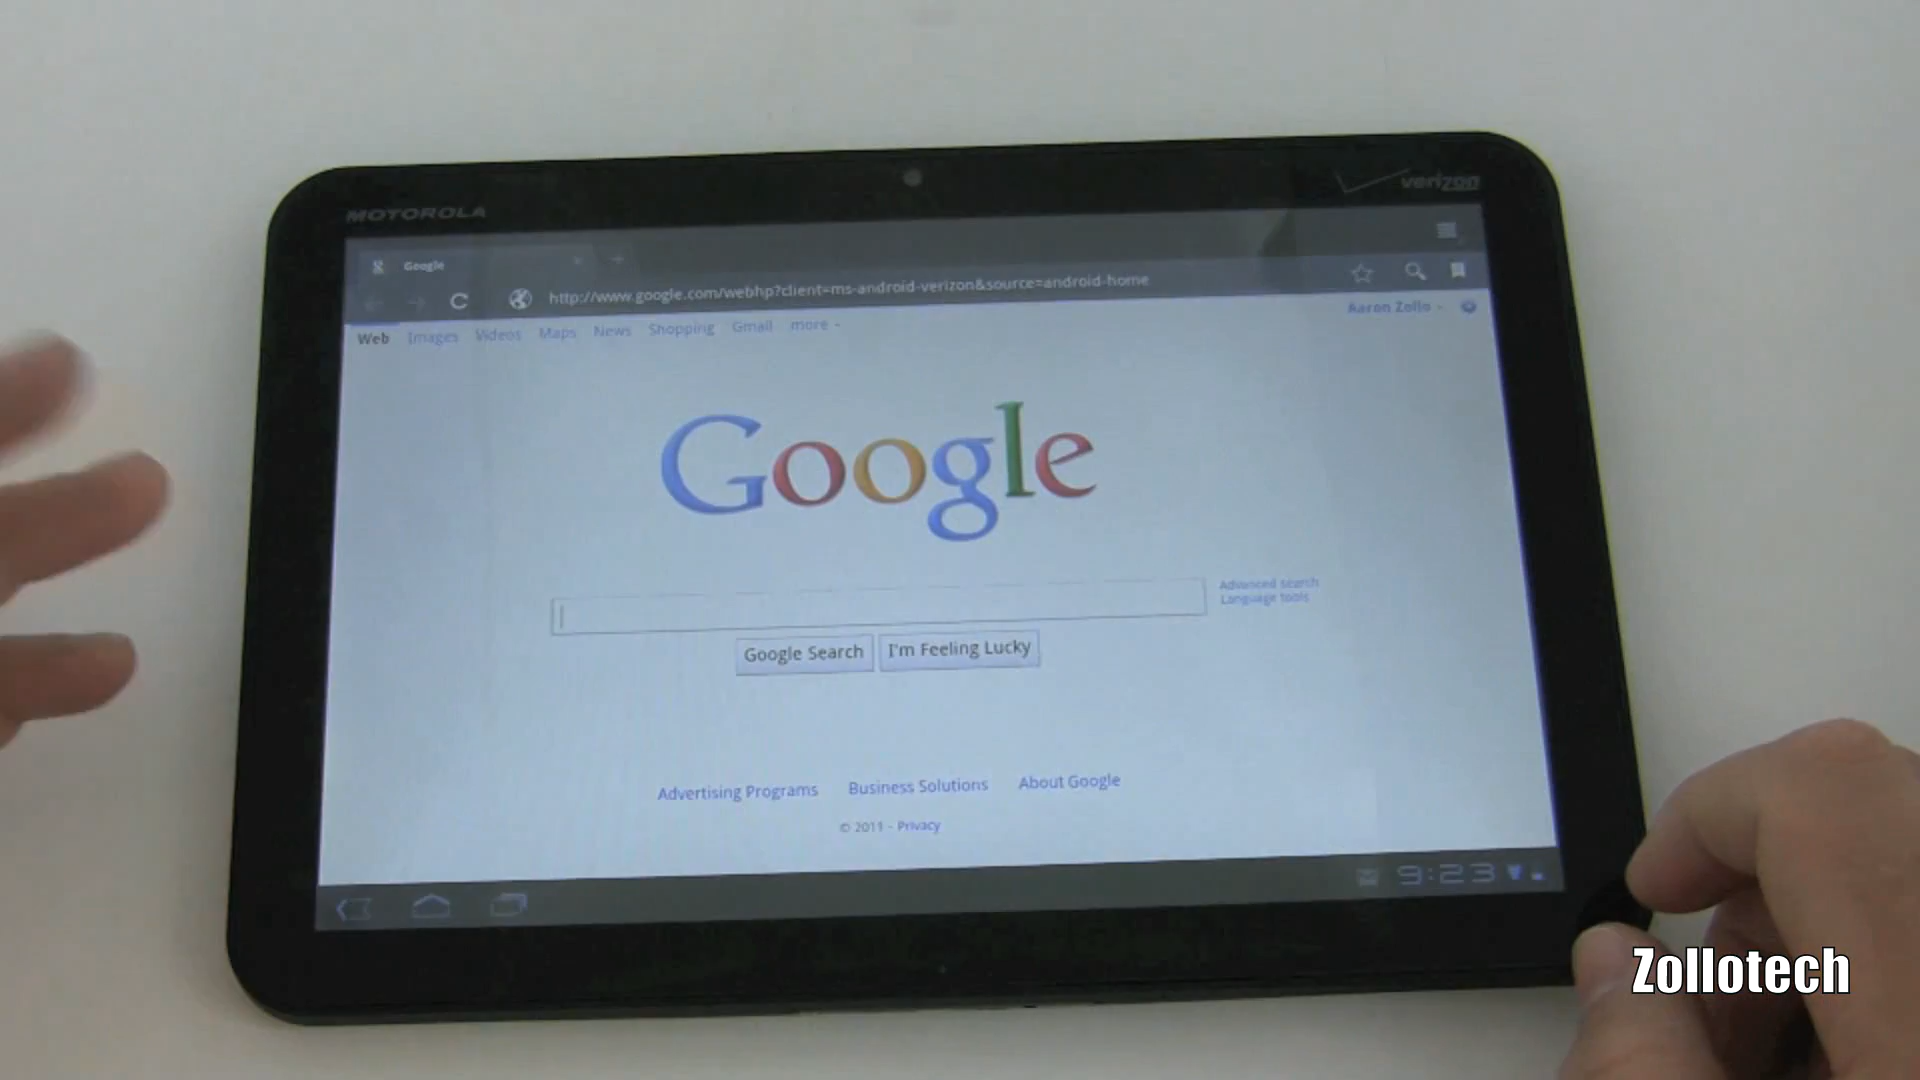 MOTOROLA
verizon
Google
http://www.google.com/webhp?client=ms-android-verizon&source=android-home
Web Images Videos Maps News Shopping Gmail more
Aaron Zollo
Google
Advanced search
Language tools
Google Search I'm Feeling Lucky
Advertising Programs Business Solutions About Google
© 2011 - Privacy
9:23
Zollotech